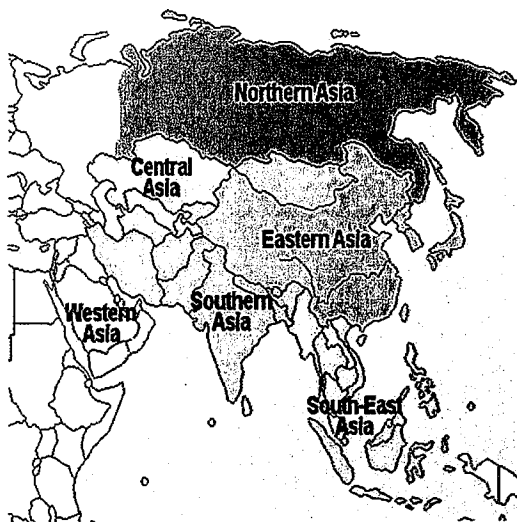 Northern Asia
Central
Asia
Eastern Asia
Western
Asia
Southern
Asia
South-East
Asia